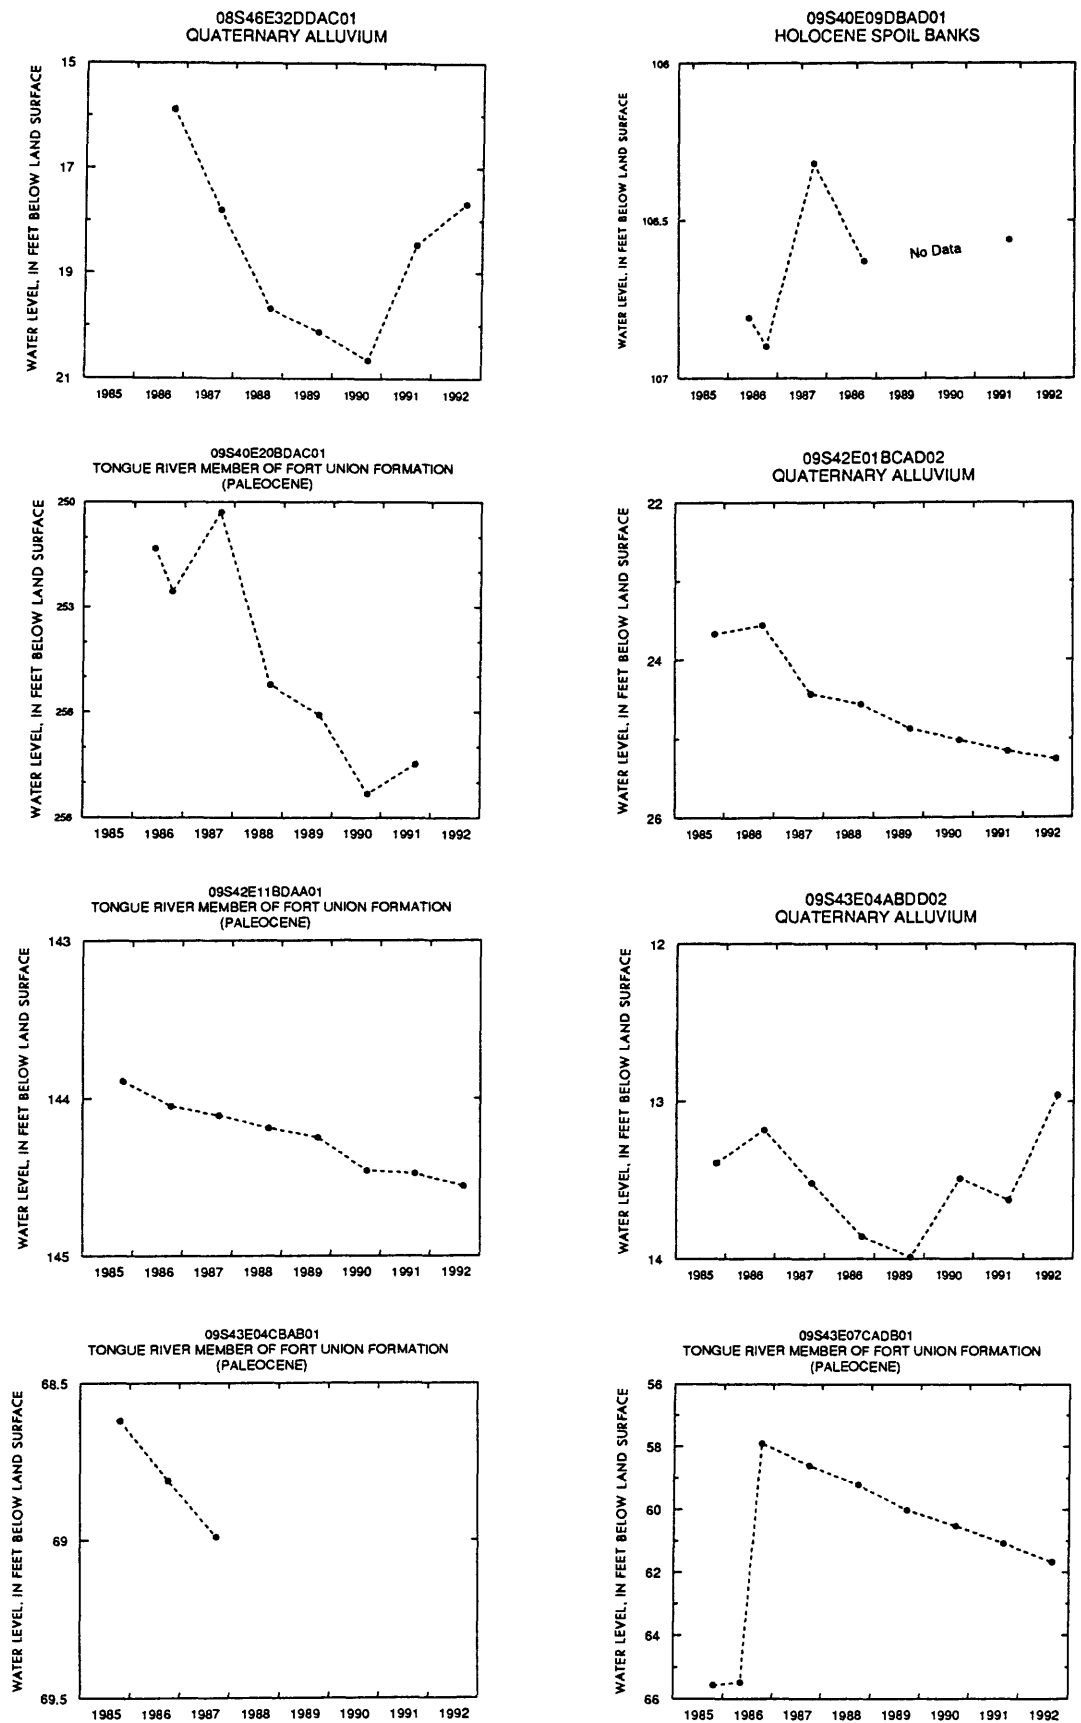 08S46E32DDAC01
QUATERNARY ALLUVIUM
WATER LEVEL, IN FEET BELOW LAND SURFACE
15
17
19
21
1985 1986 1987 1988 1989 1990 1991 1992
09S40E09DBAD01
HOLOCENE SPOIL BANKS
WATER LEVEL, IN FEET BELOW LAND SURFACE
106
106.5
107
No Data
1985 1986 1987 1986 1989 1990 1991 1992
09S40E20BDAC01
TONGUE RIVER MEMBER OF FORT UNION FORMATION
(PALEOCENE)
WATER LEVEL, IN FEET BELOW LAND SURFACE
250
253
256
256
1985 1986 1987 1988 1989 1990 1991 1992
09S42E01BCAD02
QUATERNARY ALLUVIUM
WATER LEVEL, IN FEET BELOW LAND SURFACE
22
23
24
26
1985 1986 1987 1988 1989 1990 1991 1992
09S42E11BDAA01
TONGUE RIVER MEMBER OF FORT UNION FORMATION
(PALEOCENE)
WATER LEVEL, IN FEET BELOW LAND SURFACE
143
144
145
1985 1986 1987 1988 1989 1990 1991 1992
09S43E04ABDD02
QUATERNARY ALLUVIUM
WATER LEVEL, IN FEET BELOW LAND SURFACE
12
13
14
1985 1986 1987 1986 1989 1990 1991 1992
09S43E04CBAB01
TONGUE RIVER MEMBER OF FORT UNION FORMATION
(PALEOCENE)
WATER LEVEL, IN FEET BELOW LAND SURFACE
68.5
69
69.5
1985 1986 1987 1988 1989 1990 1991 1992
09S43E07CADB01
TONGUE RIVER MEMBER OF FORT UNION FORMATION
(PALEOCENE)
WATER LEVEL, IN FEET BELOW LAND SURFACE
56
58
60
62
64
66
1985 1986 1987 1988 1989 1990 1991 1992